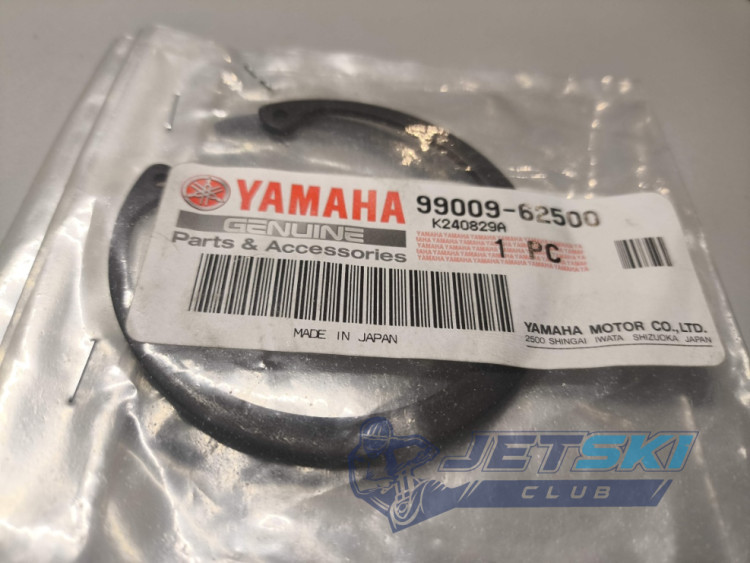 YAMAHA 99009-62500
GENUINE K240829A
Parts & Accessories
1 PC
MADE IN JAPAN
YAMAHA MOTOR CO.,LTD.
2500 SHINGAI IWATA SHIZUOKA JAPAN
JETSKI
CLUB